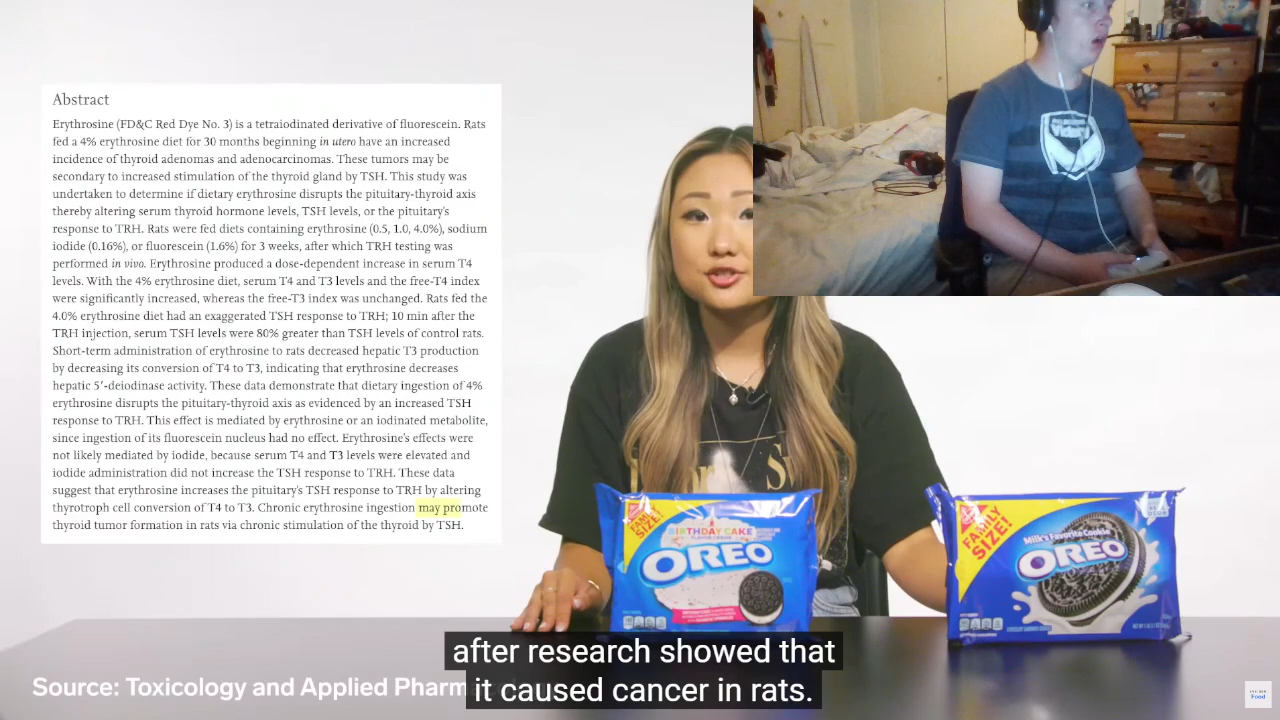 Abstract
Erythrosine (FD&C Red Dye No. 3) is a tetraiodinated derivative of fluorescein. Rats
fed a 4% erythrosine diet for 30 months beginning in utero have an increased
incidence of thyroid adenomas and adenocarcinomas. These tumors may be
secondary to increased stimulation of the thyroid gland by TSH. This study was
undertaken to determine if dietary erythrosine disrupts the pituitary-thyroid axis
thereby altering serum thyroid hormone levels, TSH levels, or the pituitary's
response to TRH. Rats were fed diets containing erythrosine (0.5, 1.0, 4.0%), sodium
iodide (0.16%), or fluorescein (1.6%) for 3 weeks, after which TRH testing was
performed in vivo. Erythrosine produced a dose-dependent increase in serum T4
levels. With the 4% erythrosine diet, serum T4 and T3 levels and the free-T4 index
were significantly increased, whereas the free-T3 index was unchanged. Rats fed the
4.0% erythrosine diet had an exaggerated TSH response to TRH; 10 min after the
TRH injection, serum TSH levels were 80% greater than TSH levels of control rats.
Short-term administration of erythrosine to rats decreased hepatic T3 production
by decreasing its conversion of T4 to T3, indicating that erythrosine decreases
hepatic 5′-deiodinase activity. These data demonstrate that dietary ingestion of 4%
erythrosine disrupts the pituitary-thyroid axis as evidenced by an increased TSH
response to TRH. This effect is mediated by erythrosine or an iodinated metabolite,
since ingestion of its fluorescein nucleus had no effect. Erythrosine's effects were
not likely mediated by iodide, because serum T4 and T3 levels were elevated and
iodide administration did not increase the TSH response to TRH. These data
suggest that erythrosine increases the pituitary's TSH response to TRH by altering
thyrotroph cell conversion of T4 to T3. Chronic erythrosine ingestion may promote
thyroid tumor formation in rats via chronic stimulation of the thyroid by TSH.
FAMILY
SIZE!
BIRTHDAY CAKE
OREO
FAMILY
SIZE!
Milk's Favorite Cookie
OREO
after research showed that
it caused cancer in rats.
Source: Toxicology and Applied Pharm
Food